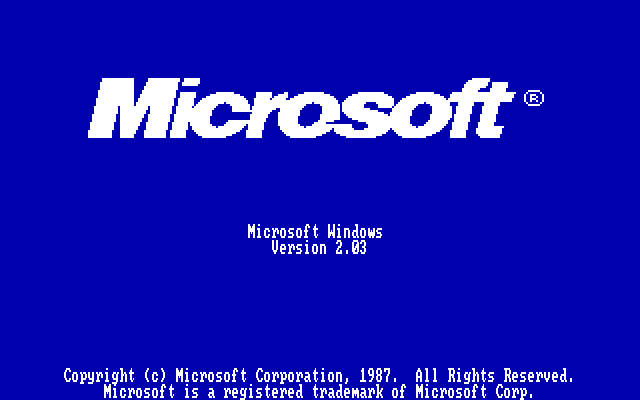 Microsoft®
Microsoft Windows
Version 2.03
Copyright (c) Microsoft Corporation, 1987.  All Rights Reserved.
Microsoft is a registered trademark of Microsoft Corp.